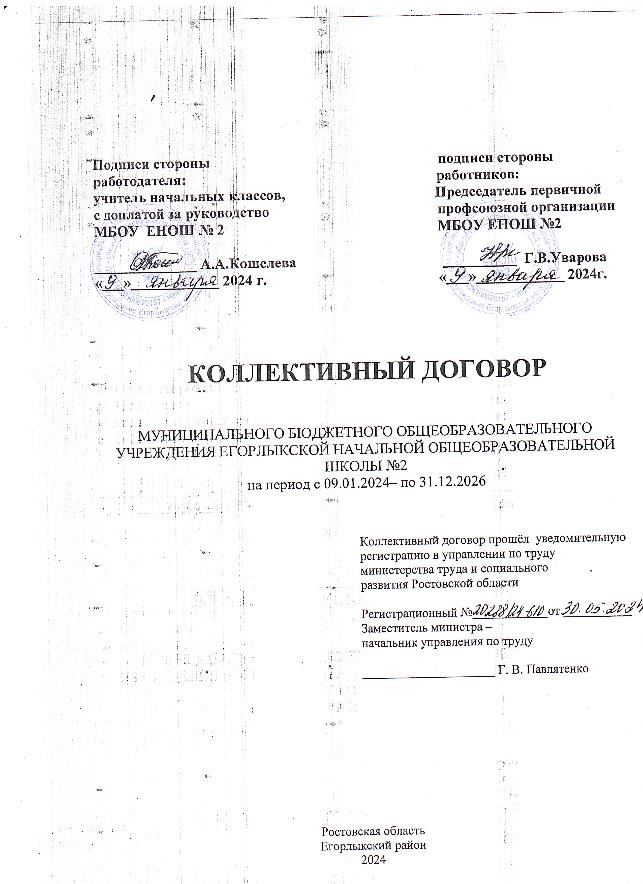 Подписи стороны
работодателя:
учитель начальных классов,
с доплатой за руководство
МБОУ ЕНОШ № 2
А.А.Кошелева
«9» января 2024 г.
подписи стороны
работников:
Председатель первичной
профсоюзной организации
МБОУ ЕНОШ №2
Г.В.Уварова
«9» января 2024г.
КОЛЛЕКТИВНЫЙ ДОГОВОР
МУНИЦИПАЛЬНОГО БЮДЖЕТНОГО ОБЩЕОБРАЗОВАТЕЛЬНОГО
УЧРЕЖДЕНИЯ ЕГОРЛЫКСКОЙ НАЧАЛЬНОЙ ОБЩЕОБРАЗОВАТЕЛЬНОЙ
ШКОЛЫ №2
на период с 09.01.2024– по 31.12.2026
Коллективный договор прошёл уведомительную
регистрацию в управлении по труду
министерства труда и социального
развития Ростовской области
Регистрационный № от 30.05.2024
Заместитель министра –
начальник управления по труду
Г. В. Павлятенко
Ростовская область
Егорлыкский район
2024